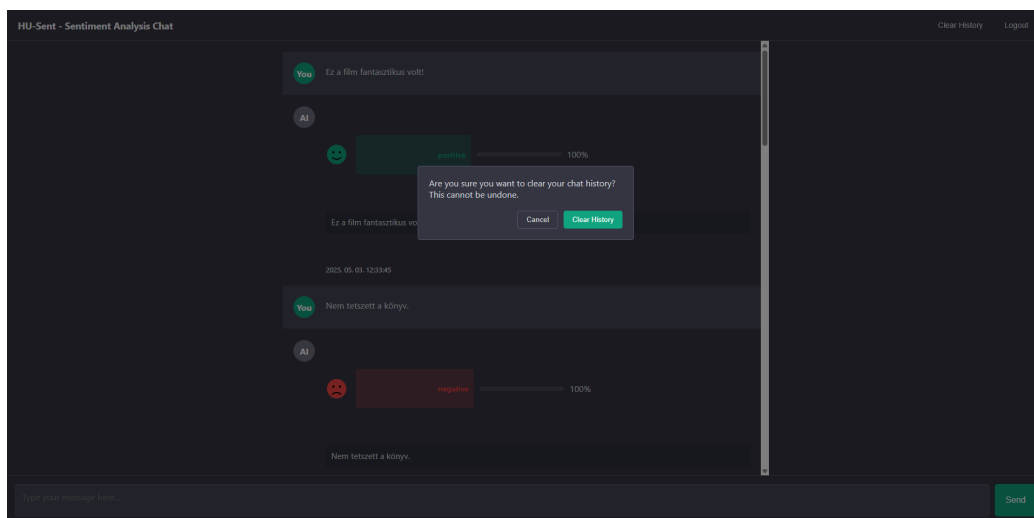 HU-Sent - Sentiment Analysis Chat
Clear History
Logout
You
Ez a film fantasztikus volt!
AI
positive
100%
Are you sure you want to clear your chat history?
This cannot be undone.
Cancel
Clear History
Ez a film fantasztikus vo
2025. 05. 03. 12:33:45
You
Nem tetszett a könyv.
AI
negative
100%
Nem tetszett a könyv.
Type your message here...
Send